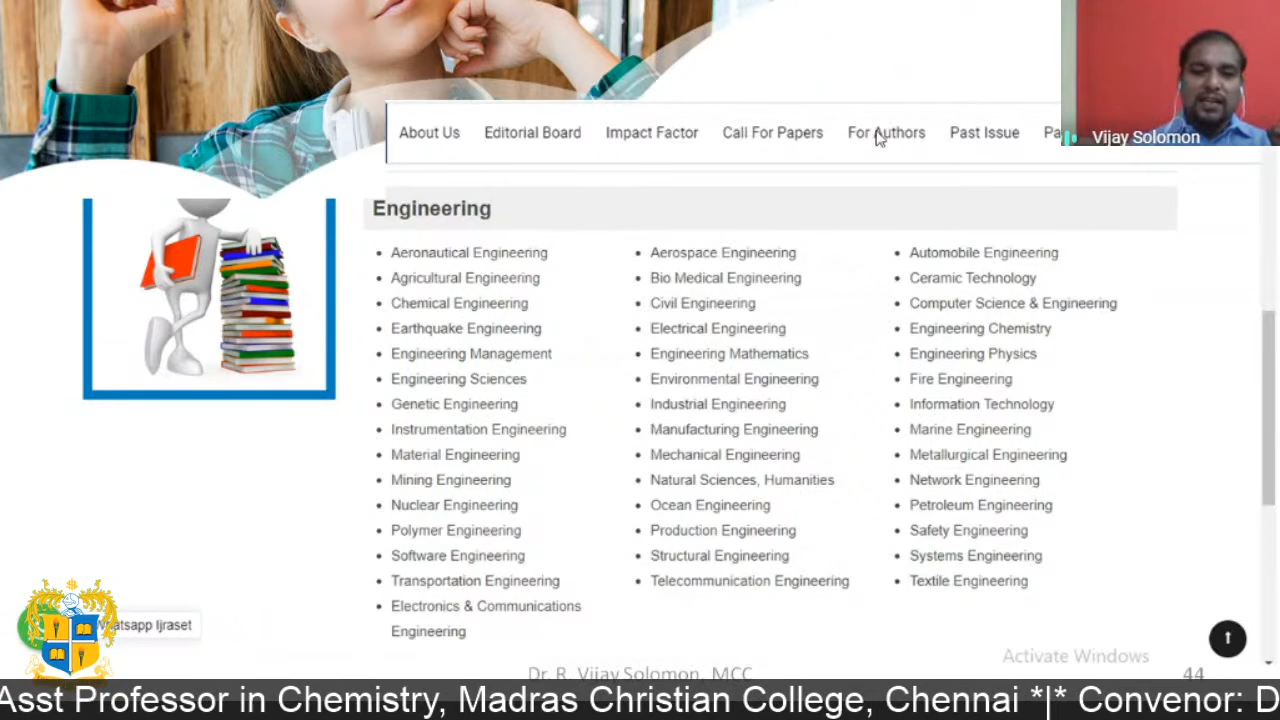 About Us Editorial Board Impact Factor Call For Papers For Authors Past Issue Pa
Vijay Solomon
Engineering
Aeronautical Engineering Aerospace Engineering Automobile Engineering
Agricultural Engineering Bio Medical Engineering Ceramic Technology
Chemical Engineering Civil Engineering Computer Science & Engineering
Earthquake Engineering Electrical Engineering Engineering Chemistry
Engineering Management Engineering Mathematics Engineering Physics
Engineering Sciences Environmental Engineering Fire Engineering
Genetic Engineering Industrial Engineering Information Technology
Instrumentation Engineering Manufacturing Engineering Marine Engineering
Material Engineering Mechanical Engineering Metallurgical Engineering
Mining Engineering Natural Sciences, Humanities Network Engineering
Nuclear Engineering Ocean Engineering Petroleum Engineering
Polymer Engineering Production Engineering Safety Engineering
Software Engineering Structural Engineering Systems Engineering
Transportation Engineering Telecommunication Engineering Textile Engineering
Electronics & Communications
Engineering
hatsapp Ijraset
Activate Windows
Dr. R. Vijay Solomon, MCC 44
Asst Professor in Chemistry, Madras Christian College, Chennai *|* Convenor: D